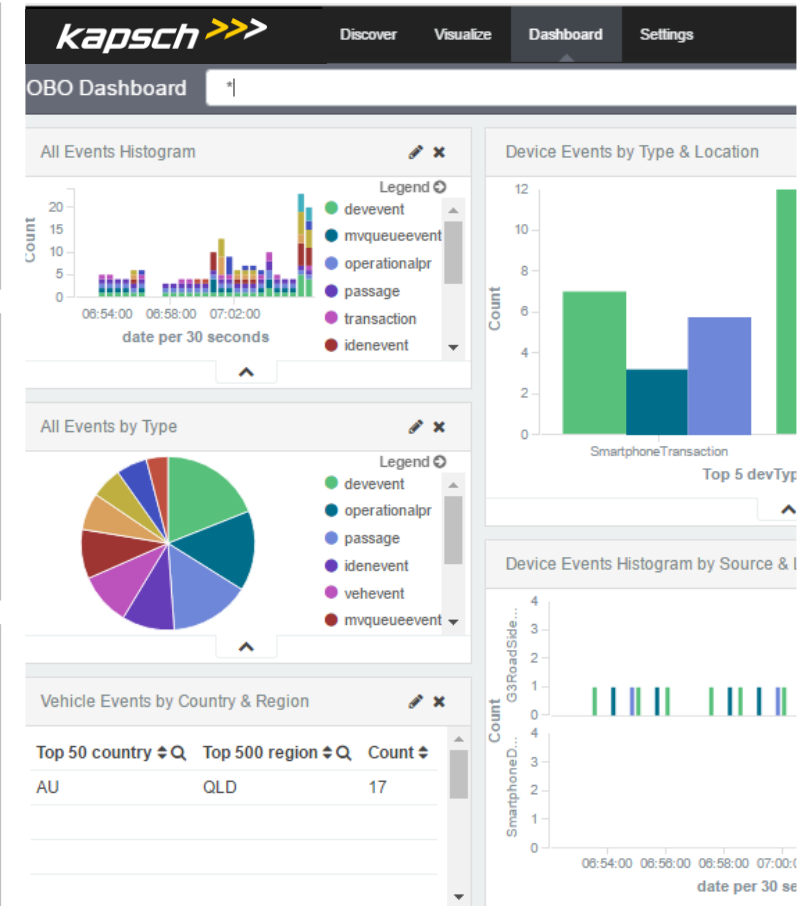 kapsch >>>
Discover Visualize Dashboard Settings
OBO Dashboard *
All Events Histogram
Legend
Count
20
15
10
5
0
06:54:00 06:58:00 07:02:00
date per 30 seconds
devevent
mvqueueevent
operationalpr
passage
transaction
idenevent
All Events by Type
Legend
devevent
operationalpr
passage
idenevent
vehevent
mvqueueevent
Vehicle Events by Country & Region
Top 50 country Top 500 region Count
AU QLD 17
Device Events by Type & Location
Count
12
10
8
6
4
2
0
SmartphoneTransaction
Top 5 devTyp
Device Events Histogram by Source & L
Count
G3RoadSide...
4
3
2
1
0
SmartphoneD...
4
3
2
1
0
06:54:00 06:56:00 06:58:00 07:00:0
date per 30 se